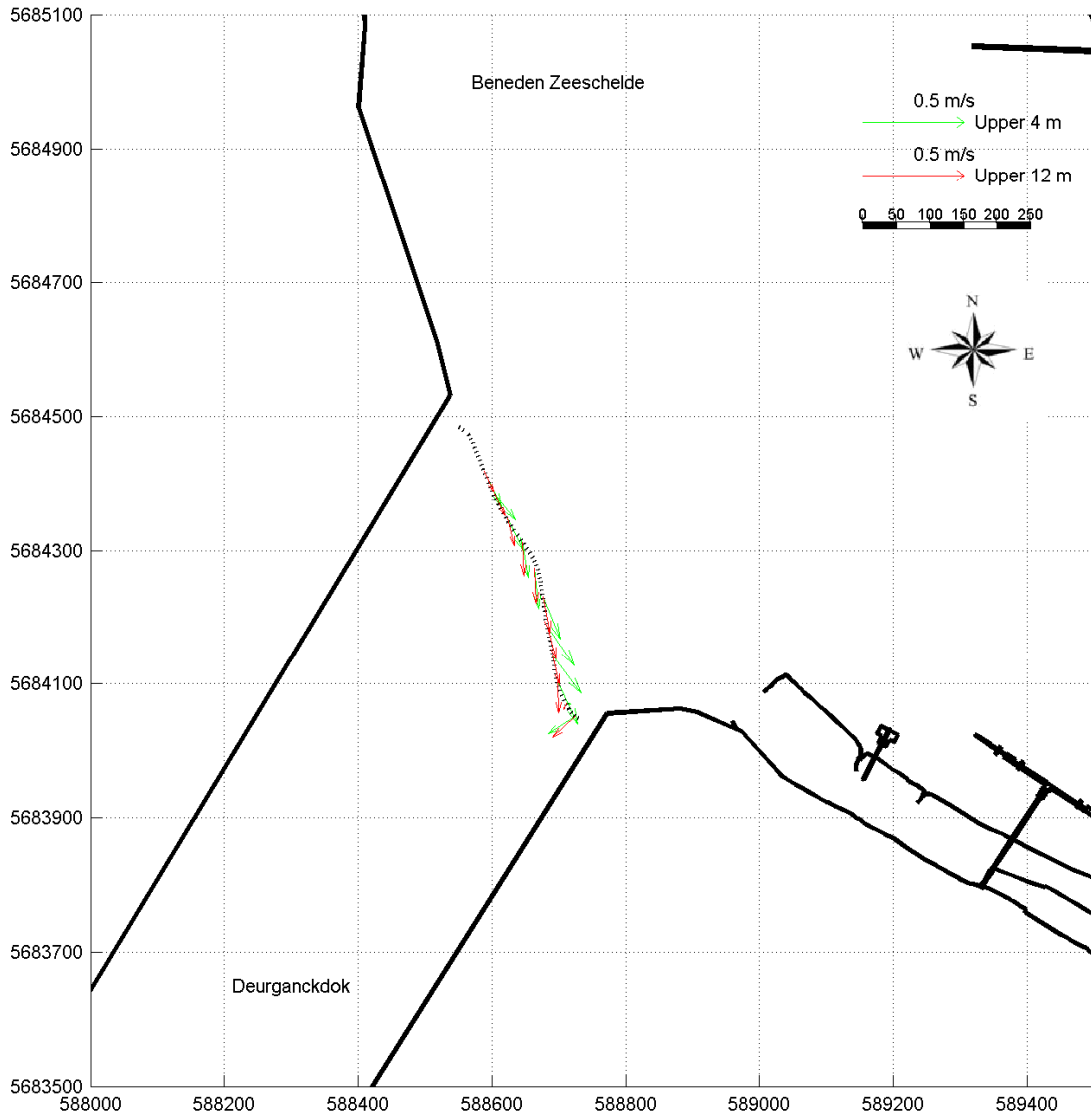 5685100
Beneden Zeeschelde
0.5 m/s
Upper 4 m
5684900
0.5 m/s
Upper 12 m
0 50 100 150 200 250
5684700
N
W E
S
5684500
5684300
5684100
5683900
5683700
Deurganckdok
5683500
588000 588200 588400 588600 588800 589000 589200 589400